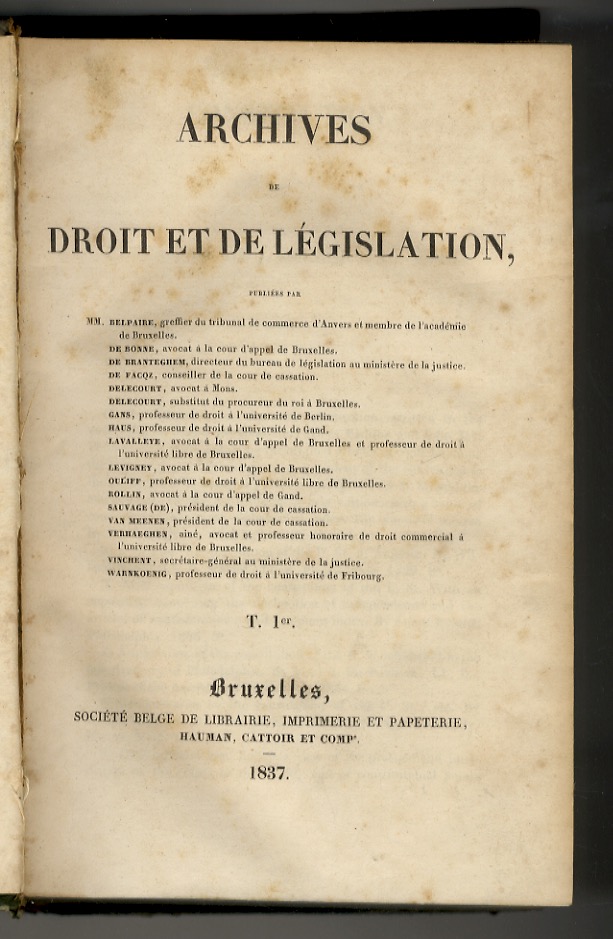 ARCHIVES
DE
DROIT ET DE LÉGISLATION,
PUBLIÉES PAR
MM. BELPAIRE, greffier du tribunal de commerce d'Anvers et membre de l'académie
de Bruxelles.
DE BONNE, avocat à la cour d'appel de Bruxelles.
DE BRANTEGHEM, directeur du bureau de législation au ministère de la justice.
DE FACQZ, conseiller de la cour de cassation.
DELECOURT, avocat à Mons.
DELECOURT, substitut du procureur du roi à Bruxelles.
GANS, professeur de droit à l'université de Berlin.
HAUS, professeur de droit à l'université de Gand.
LAVALLEYE, avocat à la cour d'appel de Bruxelles et professeur de droit à
l'université libre de Bruxelles.
LEVIGNEY, avocat à la cour d'appel de Bruxelles.
OULIFF, professeur de droit à l'université libre de Bruxelles.
ROLLIN, avocat à la cour d'appel de Gand.
SAUVAGE (DE), président de la cour de cassation.
VAN MEENEN, président de la cour de cassation.
VERHAEGHEN, ainé, avocat et professeur honoraire de droit commercial à
l'université libre de Bruxelles.
VINCHENT, secrétaire-général au ministère de la justice.
WARNKOENIG, professeur de droit à l'université de Fribourg.
T. 1er.
Bruxelles,
SOCIÉTÉ BELGE DE LIBRAIRIE, IMPRIMERIE ET PAPETERIE,
HAUMAN, CATTOIR ET COMPe.
1837.